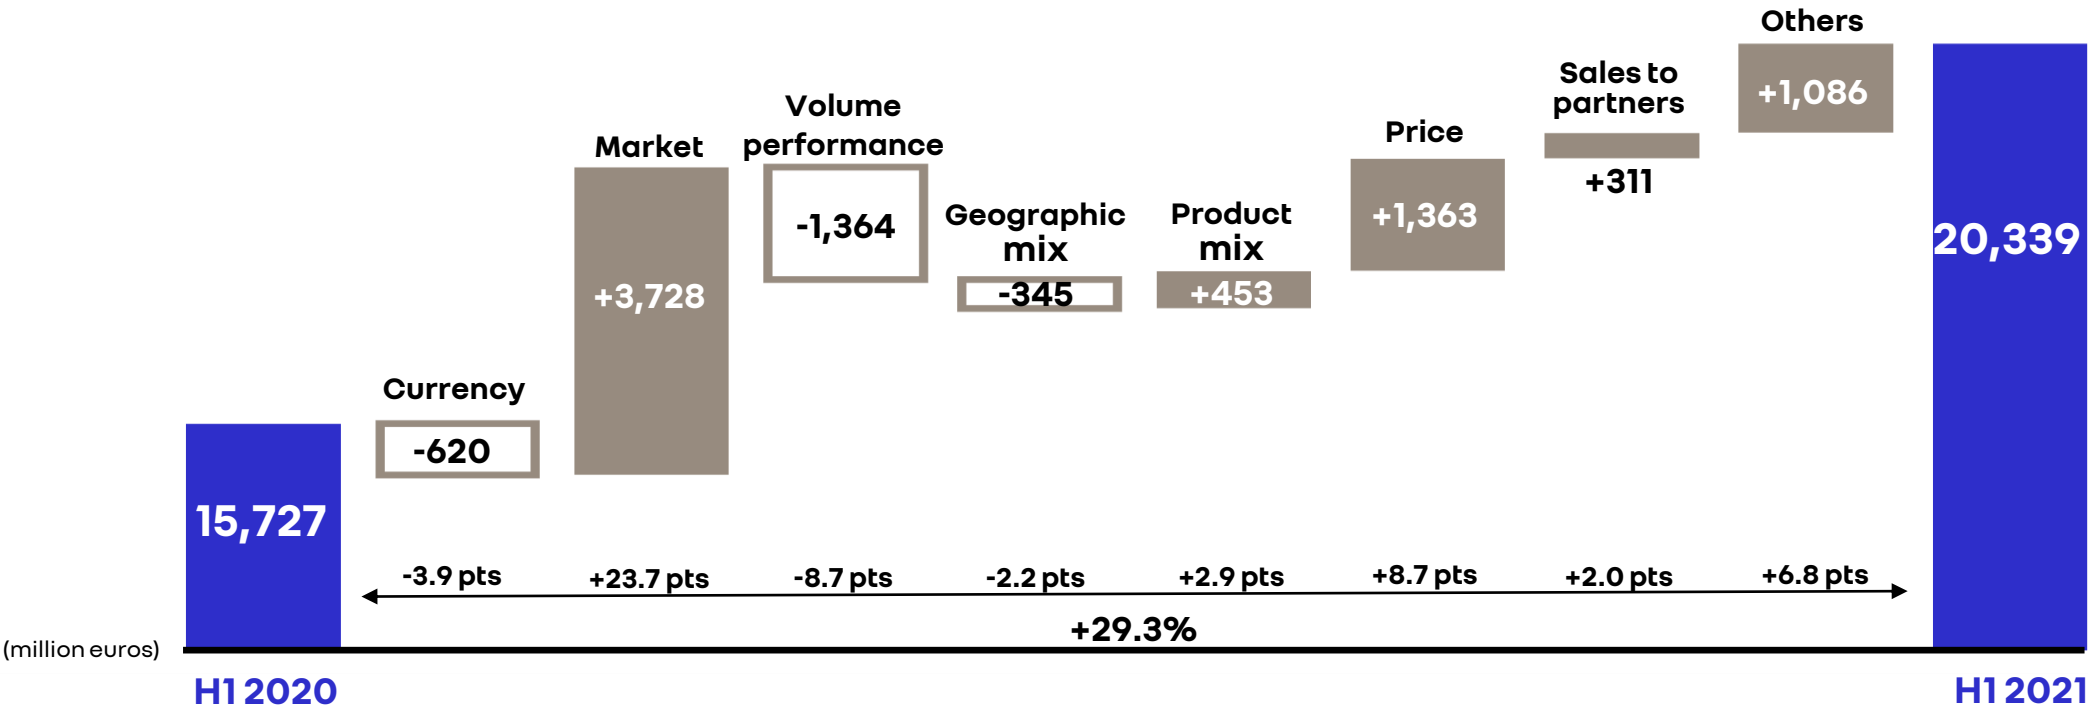 Others
+1,086
Sales to
partners
+311
Price
+1,363
Volume
performance
-1,364
Market
+3,728
Geographic
mix
-345
Product
mix
+453
20,339
Currency
-620
15,727
-3.9 pts
+23.7 pts
-8.7 pts
-2.2 pts
+2.9 pts
+8.7 pts
+2.0 pts
+6.8 pts
+29.3%
(million euros)
H1 2020
H1 2021